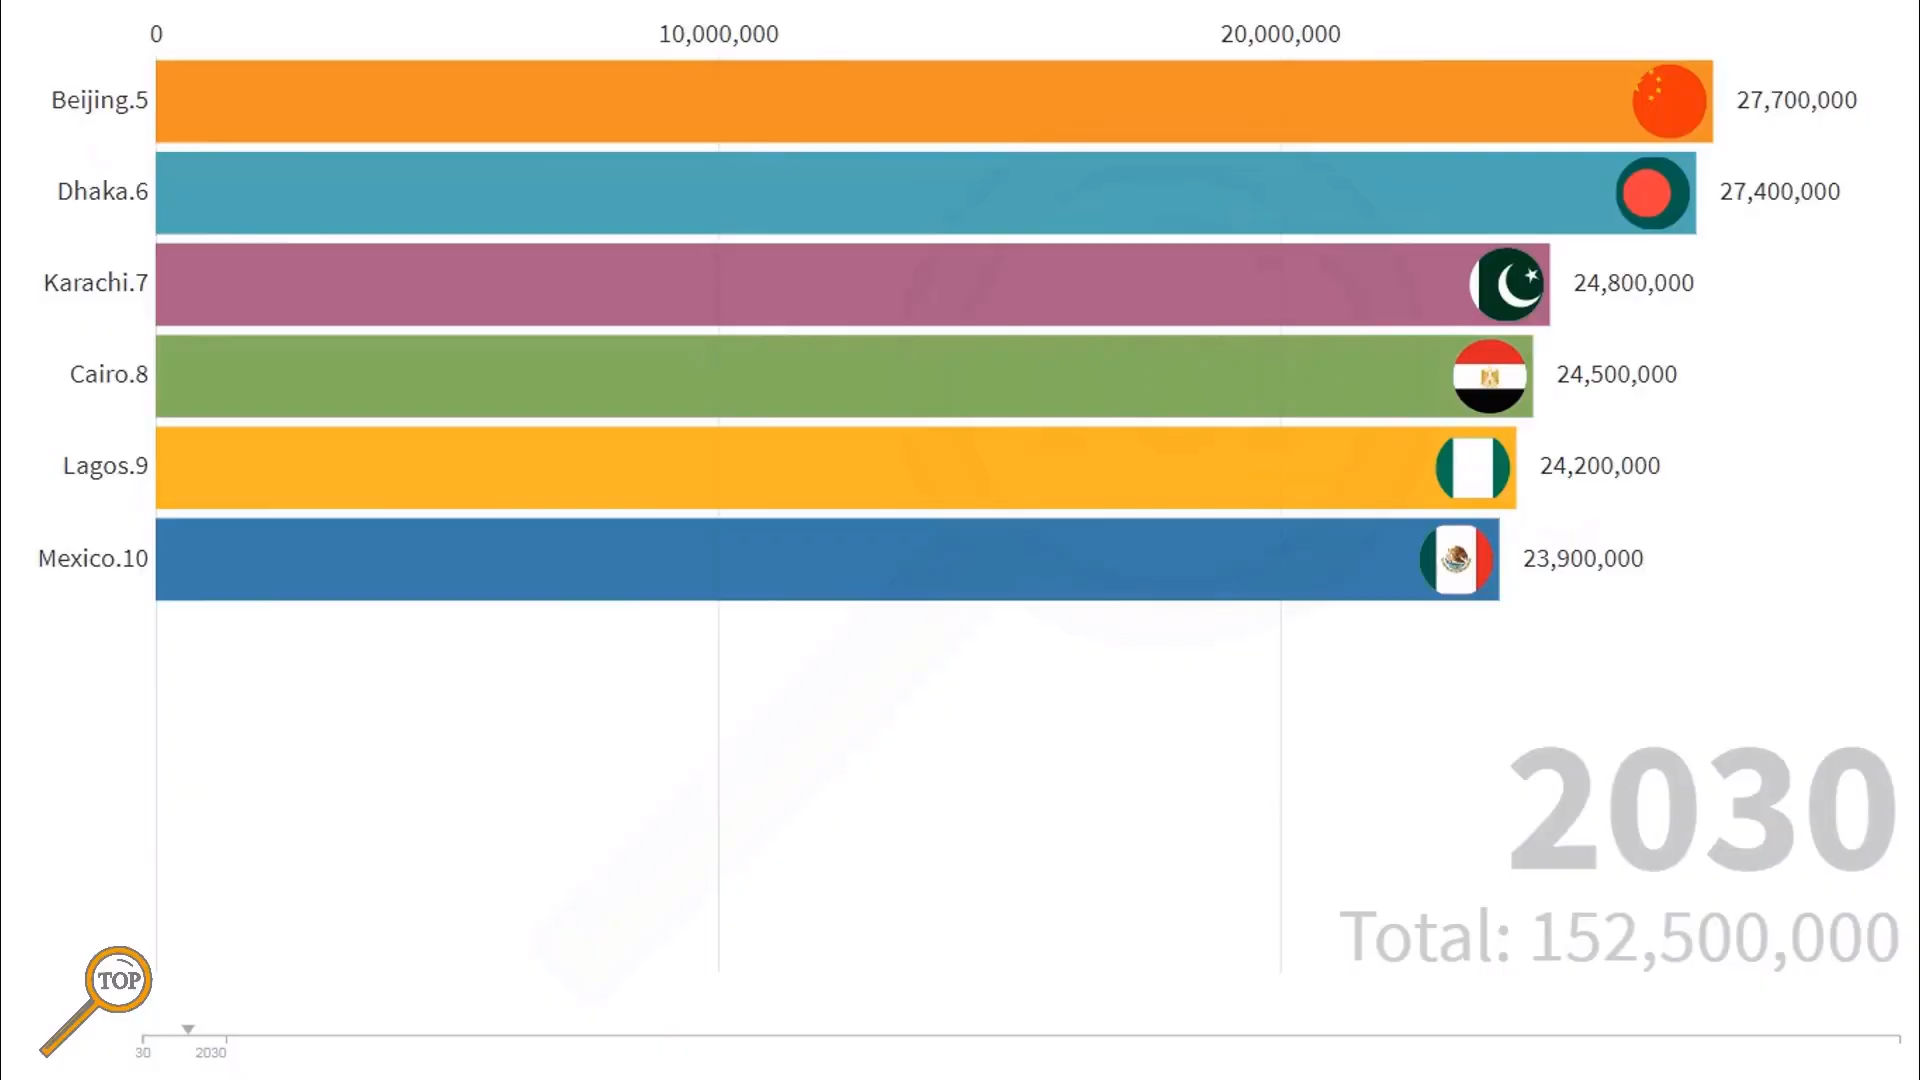 0 10,000,000 20,000,000
Beijing.5 27,700,000
Dhaka.6 27,400,000
Karachi.7 24,800,000
Cairo.8 24,500,000
Lagos.9 24,200,000
Mexico.10 23,900,000
2030
Total: 152,500,000
TOP
30 2030